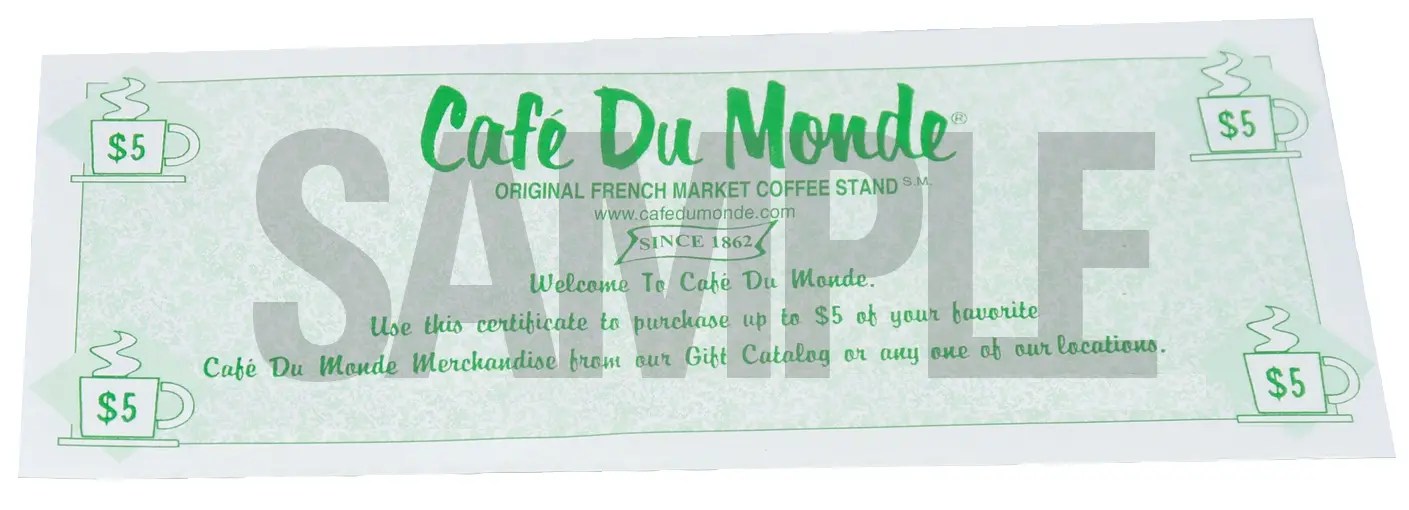 Café Du Monde®
ORIGINAL FRENCH MARKET COFFEE STAND S.M.
www.cafedumonde.com
SINCE 1862
Welcome To Café Du Monde.
Use this certificate to purchase up to $5 of your favorite
Café Du Monde Merchandise from our Gift Catalog or any one of our locations.
$5
$5
$5
$5
SAMPLE